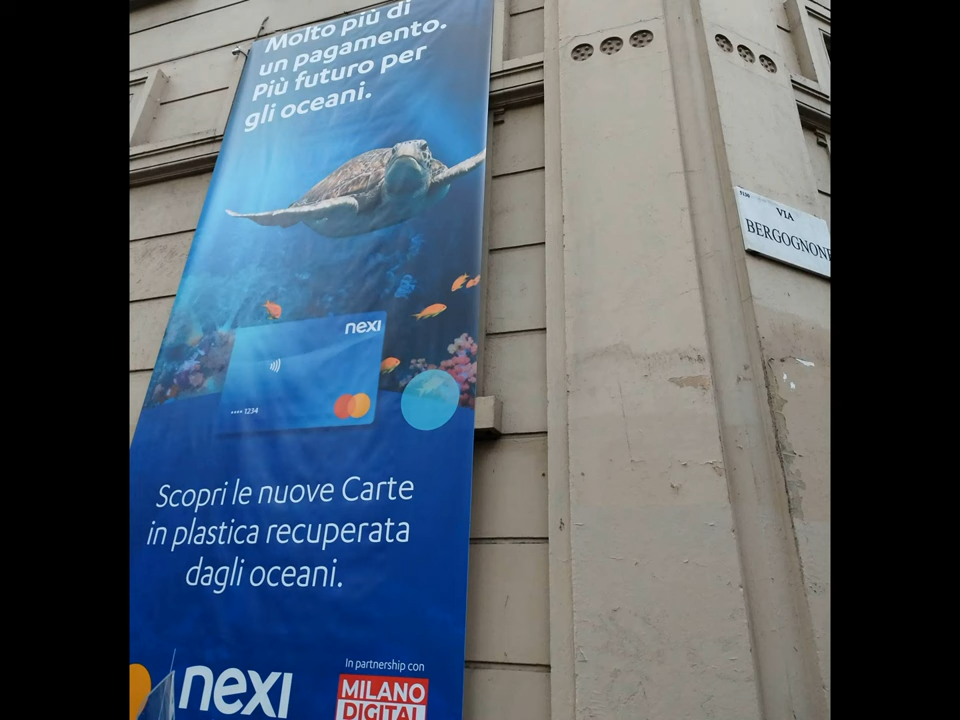 Molto più di
un pagamento.
Più futuro per
gli oceani.
nexi
•••• 1234
Scopri le nuove Carte
in plastica recuperata
dagli oceani.
nexi
In partnership con
MILANO
DIGITAL
VIA
BERGOGNONE